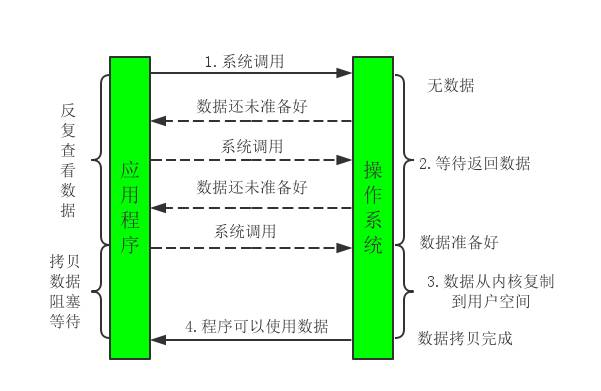 1.系统调用
无数据
数据还未准备好
反复查看数据
应用程序
系统调用
操作系统
2.等待返回数据
数据还未准备好
系统调用
数据准备好
拷贝
数据
阻塞
等待
3.数据从内核复制
到用户空间
4.程序可以使用数据
数据拷贝完成